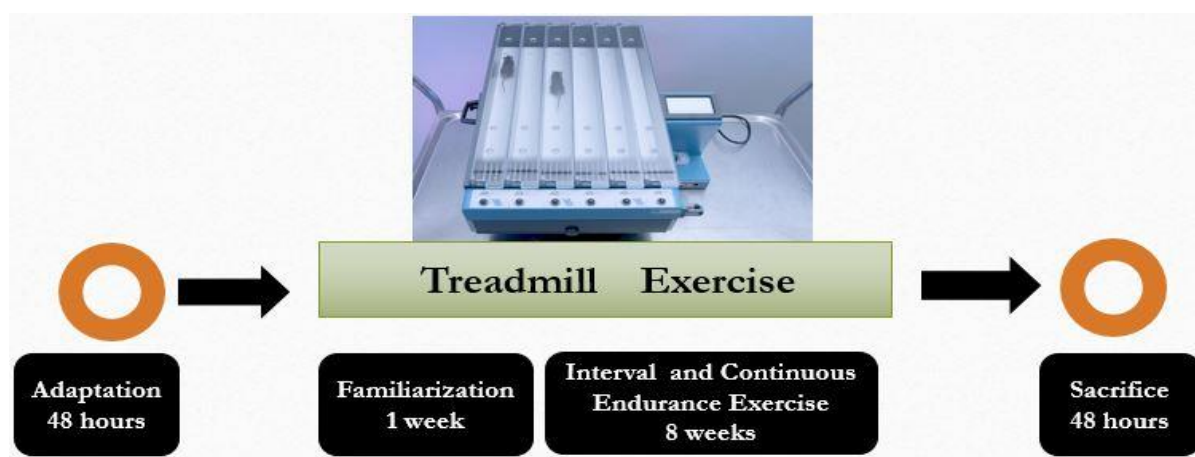 Treadmill Exercise
Adaptation
48 hours
Familiarization
1 week
Interval and Continuous
Endurance Exercise
8 weeks
Sacrifice
48 hours